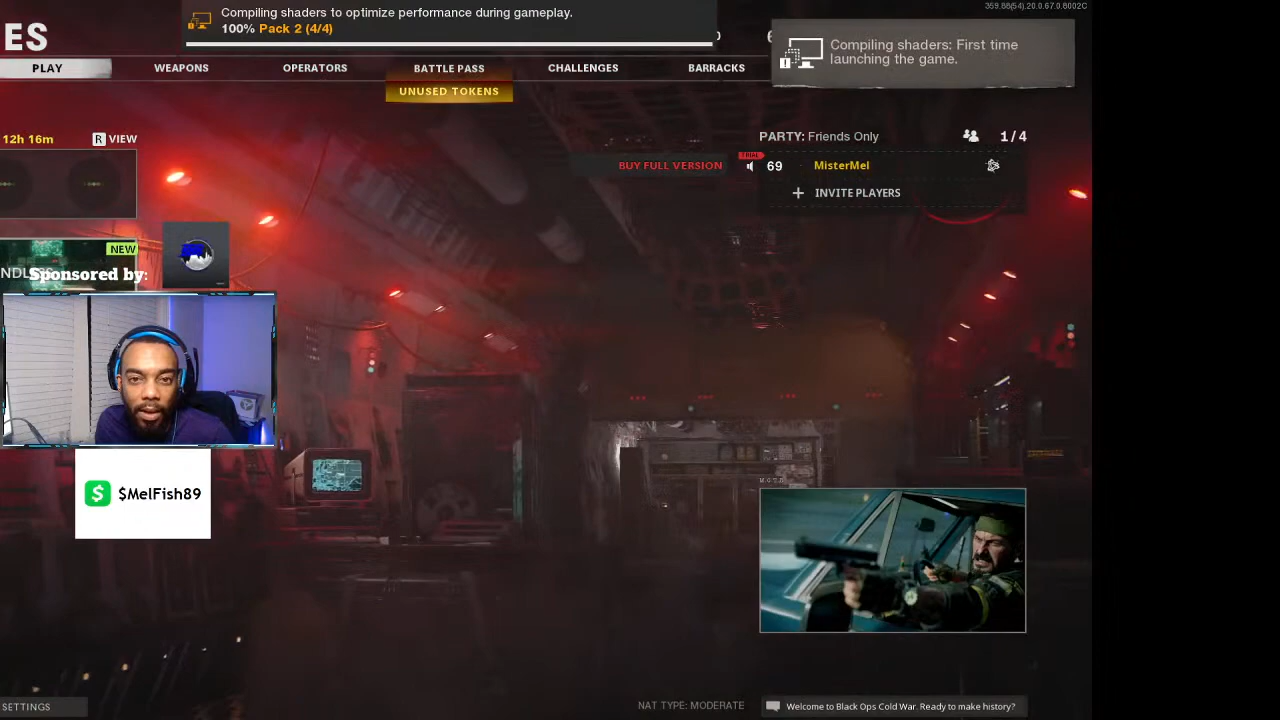 Compiling shaders to optimize performance during gameplay.
100% Pack 2 (4/4)
ES
Compiling shaders: First time
launching the game.
PLAY
WEAPONS
OPERATORS
BATTLE PASS
CHALLENGES
BARRACKS
UNUSED TOKENS
12h 16m
R VIEW
PARTY: Friends Only
1/4
BUY FULL VERSION
TRIAL
69
MisterMel
+ INVITE PLAYERS
NEW
Sponsored by:
$ $MelFish89
M.O.T.D.
SETTINGS
NAT TYPE: MODERATE
Welcome to Black Ops Cold War. Ready to make history?